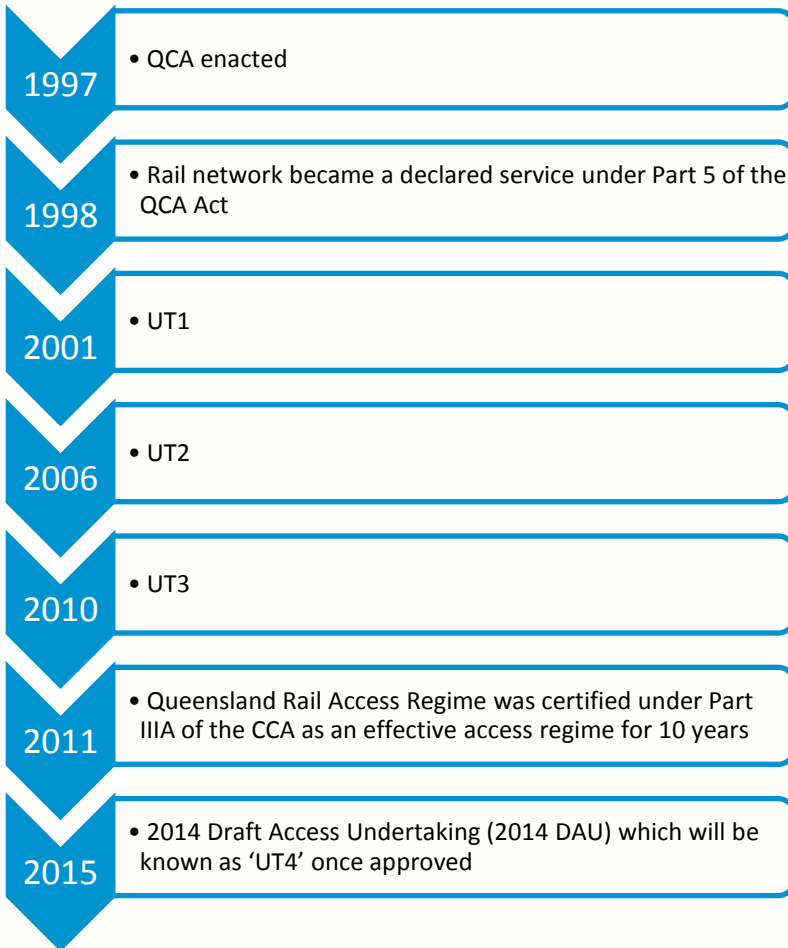 1997
• QCA enacted
1998
• Rail network became a declared service under Part 5 of the
QCA Act
2001
• UT1
2006
• UT2
2010
• UT3
2011
• Queensland Rail Access Regime was certified under Part
IIIA of the CCA as an effective access regime for 10 years
2015
• 2014 Draft Access Undertaking (2014 DAU) which will be
known as ‘UT4’ once approved